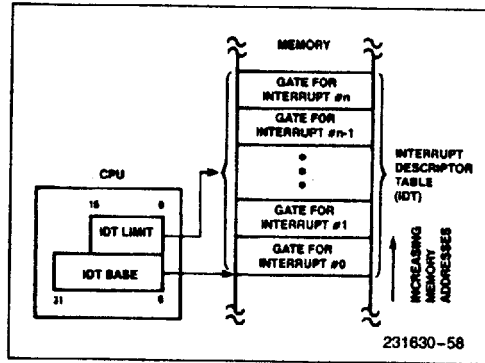 MEMORY
GATE FOR
INTERRUPT #n
GATE FOR
INTERRUPT #n-1
GATE FOR
INTERRUPT #1
GATE FOR
INTERRUPT #0
CPU
15
0
IDT LIMIT
IDT BASE
31
0
INTERRUPT
DESCRIPTOR
TABLE
(IDT)
INCREASING
MEMORY
ADDRESSES
231630-58